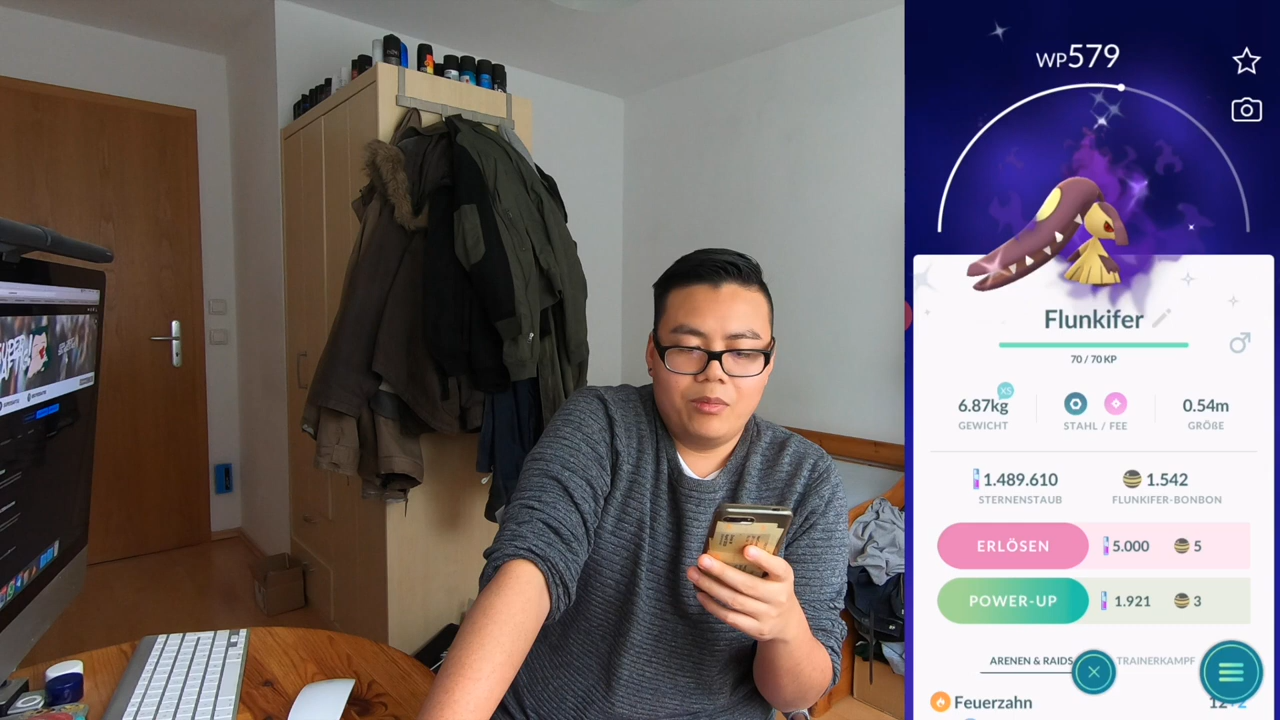 WP579
Flunkifer
70 / 70 KP
XS
6.87kg
GEWICHT
STAHL / FEE
0.54m
GRÖßE
1.489.610
STERNENSTAUB
1.542
FLUNKIFER-BONBON
ERLÖSEN 5.000 5
POWER-UP 1.921 3
ARENEN & RAIDS TRAINERKAMPF
Feuerzahn